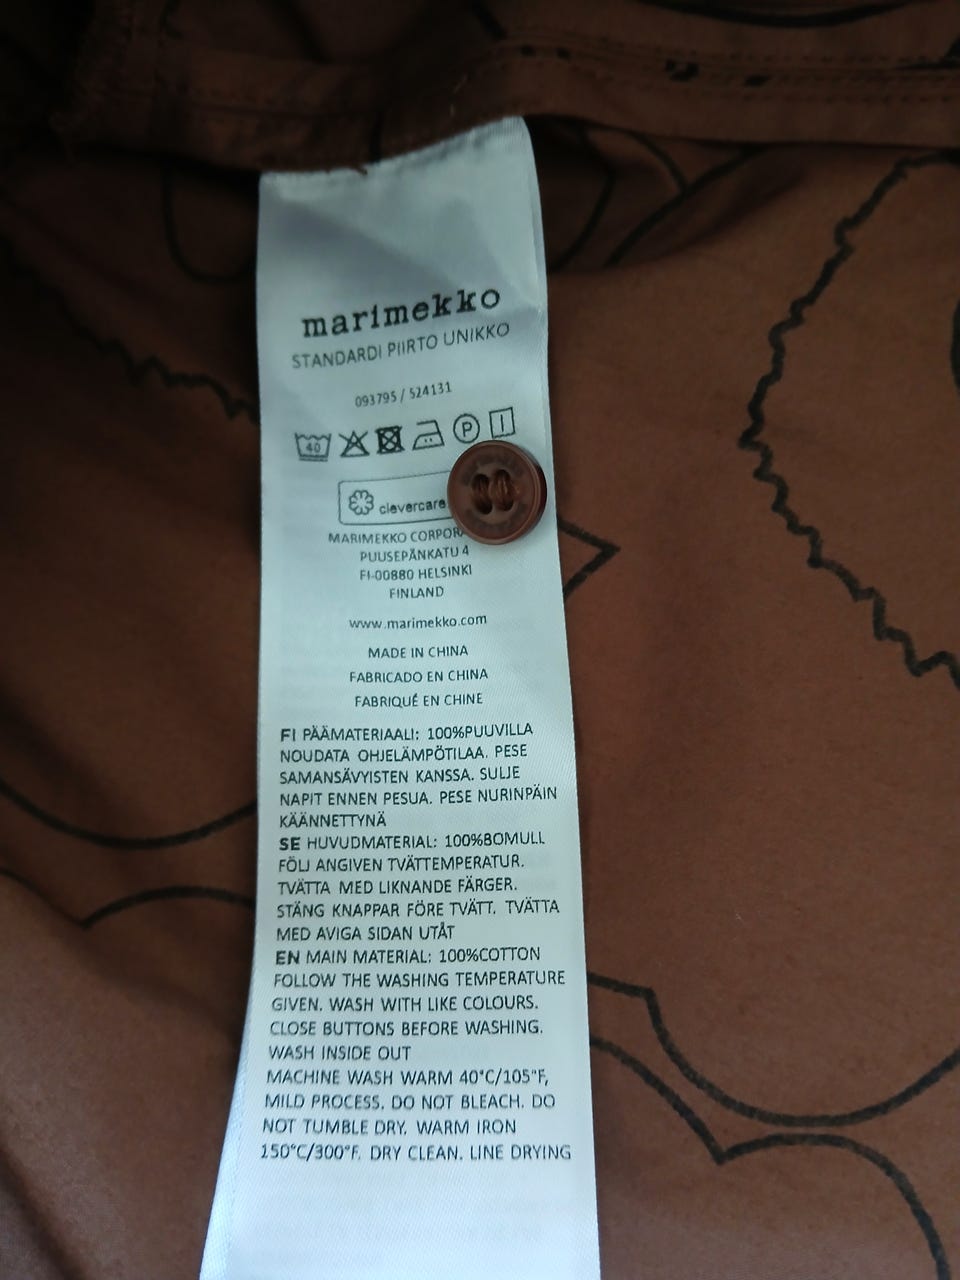 marimekko
STANDARDI PIIRTO UNIKKO
093795 / 524131
40 P
clevercare
MARIMEKKO
PUUSEPÄNKATU 4
FI-00880 HELSINKI
FINLAND
www.marimekko.com
MADE IN CHINA
FABRICADO EN CHINA
FABRIQUÉ EN CHINE
FI PÄÄMATERIAALI: 100%PUUVILLA
NOUDATA OHJELÄMPÖTILAA. PESE
SAMANSÄVYISTEN KANSSA. SULJE
NAPIT ENNEN PESUA. PESE NURINPÄIN
KÄÄNNETTYNÄ
SE HUVUDMATERIAL: 100%BOMULL
FÖLJ ANGIVEN TVÄTTEMPERATUR.
TVÄTTA MED LIKNANDE FÄRGER.
STÄNG KNAPPAR FÖRE TVÄTT. TVÄTTA
MED AVIGA SIDAN UTÅT
EN MAIN MATERIAL: 100%COTTON
FOLLOW THE WASHING TEMPERATURE
GIVEN. WASH WITH LIKE COLOURS.
CLOSE BUTTONS BEFORE WASHING.
WASH INSIDE OUT
MACHINE WASH WARM 40°C/105°F,
MILD PROCESS. DO NOT BLEACH. DO
NOT TUMBLE DRY. WARM IRON
150°C/300°F. DRY CLEAN. LINE DRYING